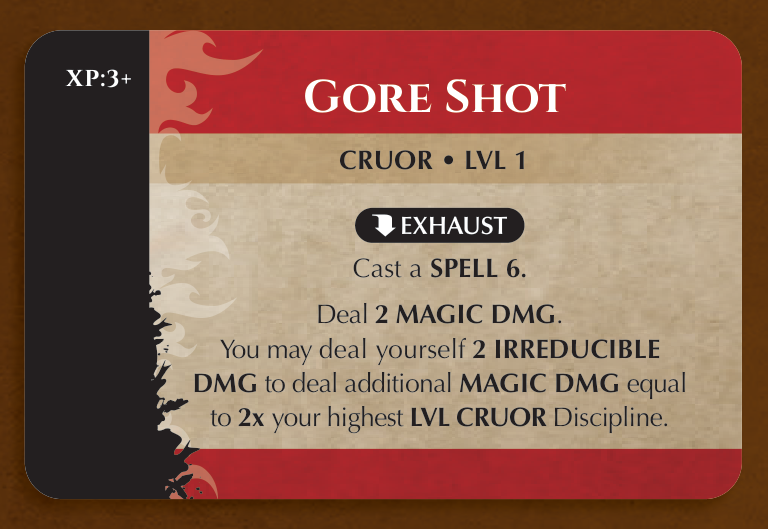 XP:3+
GORE SHOT
CRUOR • LVL 1
EXHAUST
Cast a SPELL 6.
Deal 2 MAGIC DMG.
You may deal yourself 2 IRREDUCIBLE
DMG to deal additional MAGIC DMG equal
to 2x your highest LVL CRUOR Discipline.